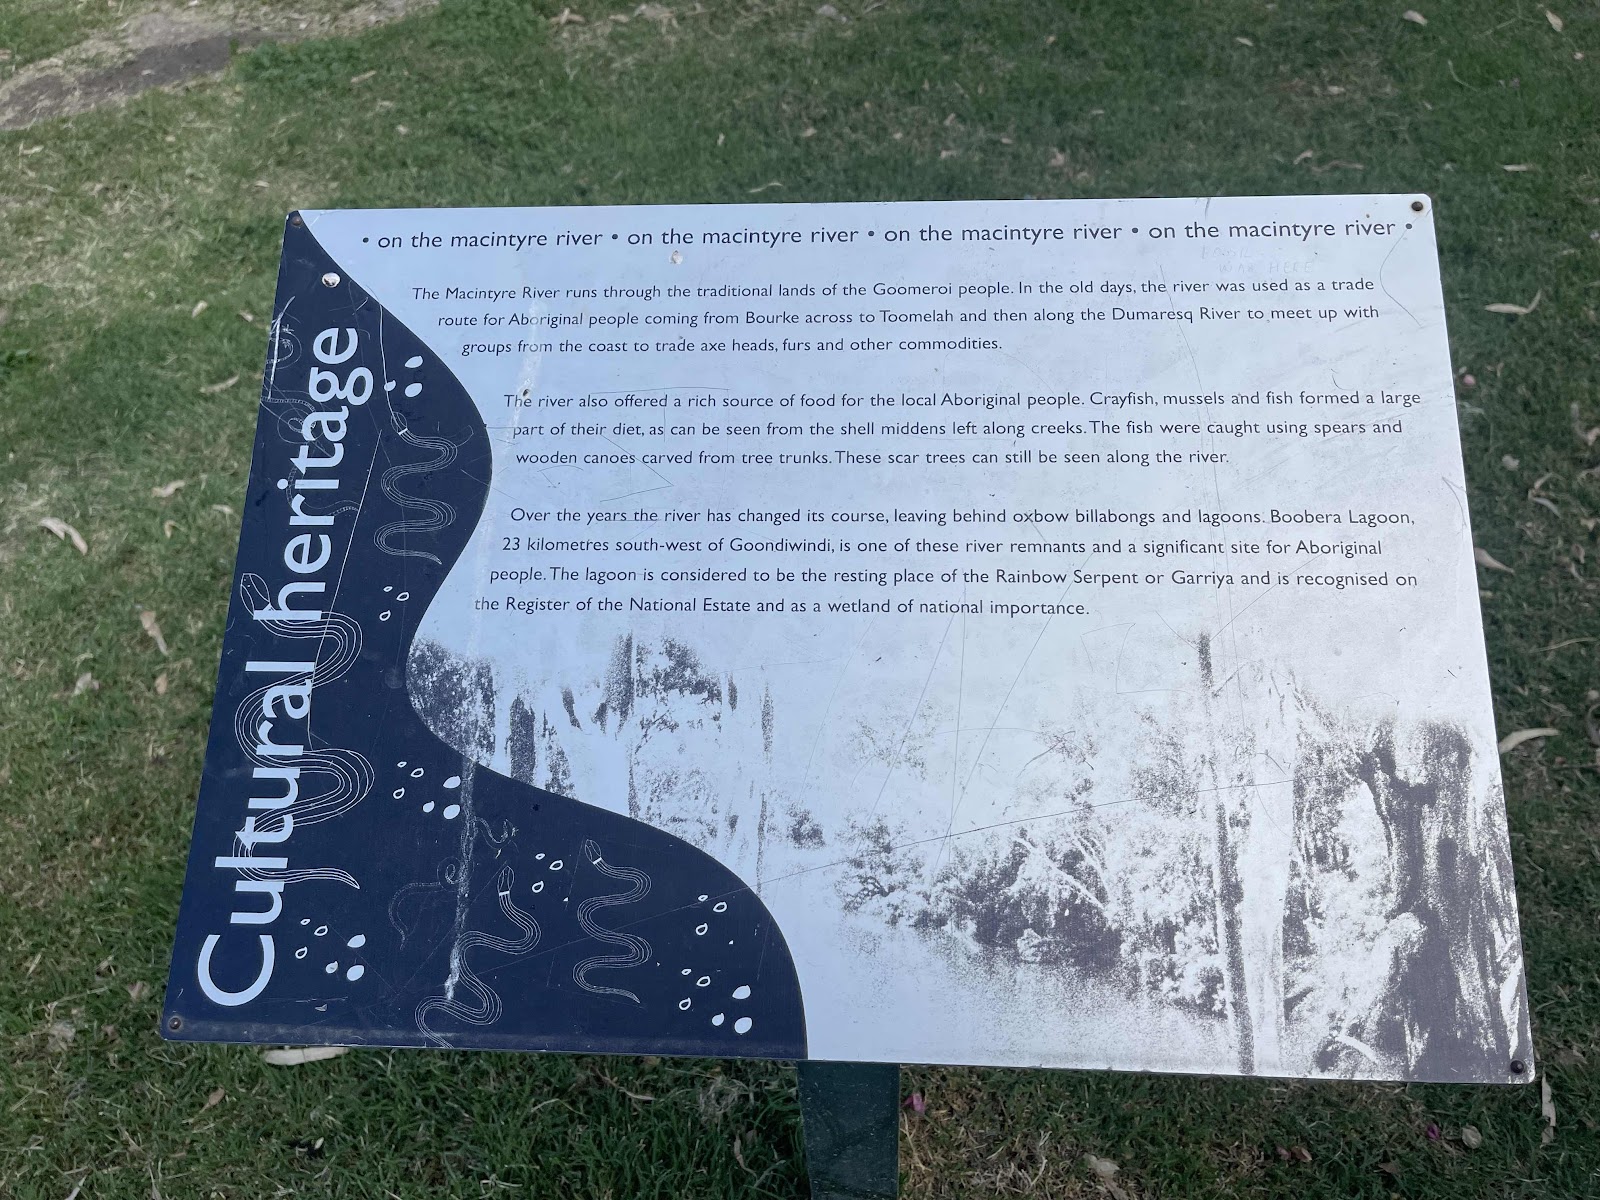 Cultural heritage
• on the macintyre river • on the macintyre river • on the macintyre river • on the macintyre river •
The Macintyre River runs through the traditional lands of the Goomeroi people. In the old days, the river was used as a trade
route for Aboriginal people coming from Bourke across to Toomelah and then along the Dumaresq River to meet up with
groups from the coast to trade axe heads, furs and other commodities.
The river also offered a rich source of food for the local Aboriginal people. Crayfish, mussels and fish formed a large
part of their diet, as can be seen from the shell middens left along creeks. The fish were caught using spears and
wooden canoes carved from tree trunks. These scar trees can still be seen along the river.
Over the years the river has changed its course, leaving behind oxbow billabongs and lagoons. Boobera Lagoon,
23 kilometres south-west of Goondiwindi, is one of these river remnants and a significant site for Aboriginal
people. The lagoon is considered to be the resting place of the Rainbow Serpent or Garriya and is recognised on
the Register of the National Estate and as a wetland of national importance.